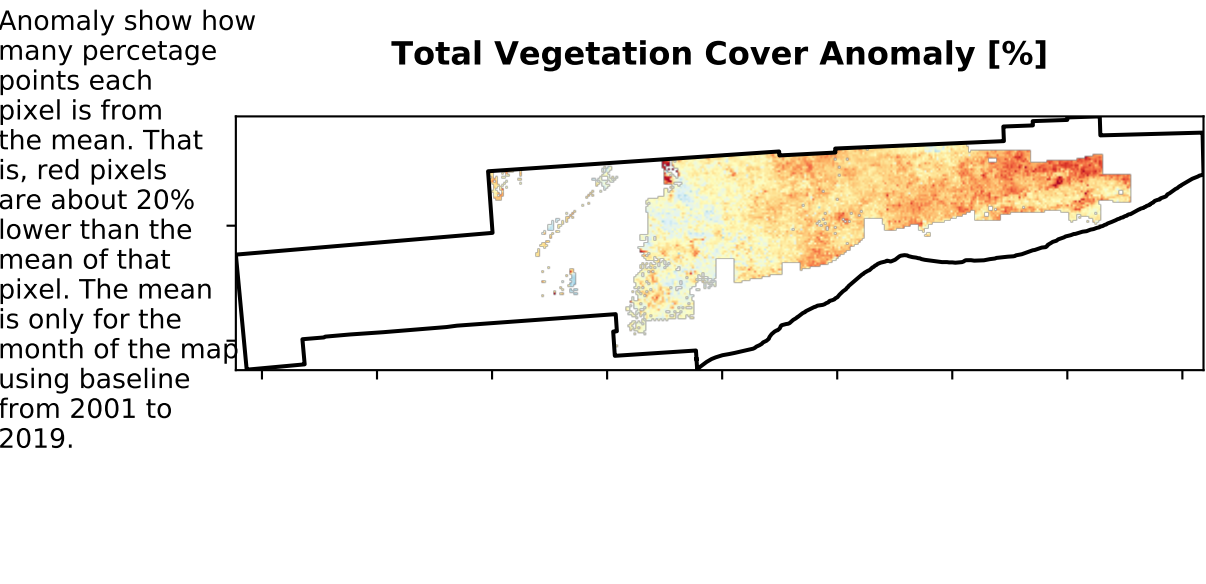 Anomaly show how
many percetage
points each
pixel is from
the mean. That
is, red pixels
are about 20%
lower than the
mean of that
pixel. The mean
is only for the
month of the map
using baseline
from 2001 to
2019.
Total Vegetation Cover Anomaly [%]